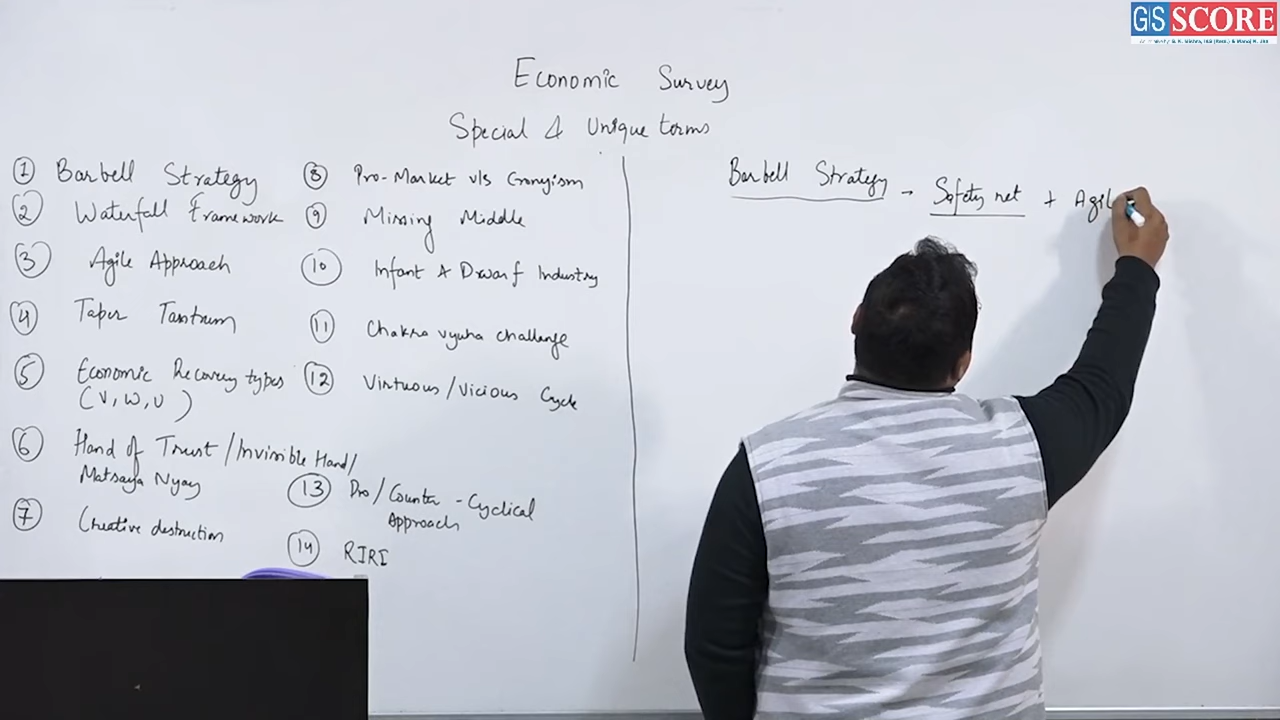 GS SCORE
Economic Survey
Special & Unique terms
① Barbell Strategy
② Waterfall Framework
③ Agile Approach
④ Taper Tantrum
⑤ Economic Recovery types
(V, W, U)
⑥ Hand of Trust / Invisible Hand/
Matsaya Nyay
⑦ Creative destruction
⑧ Pro-Market v/s Cronyism
⑨ Missing Middle
⑩ Infant & Dwarf Industry
⑪ Chakra vyuha challenge
⑫ Virtuous / Vicious Cycle
⑬ Pro / Counter - Cyclical
Approach
⑭ RIRI
Barbell Strategy - Safety net + Agil